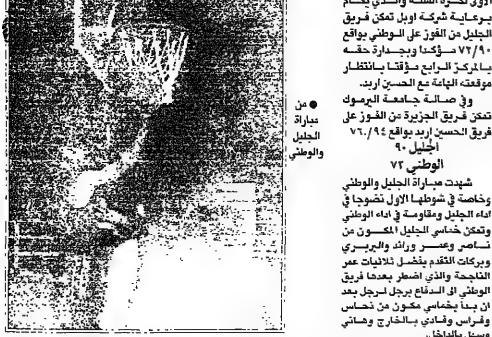 الاولى لكرة السلة والذي يقام
برعاية شركة اوبل تمكن فريق
الجليل من الفوز على الوطني بواقع
٧٢/٩٠ مؤكدا وبجدارة حقه
بالمركز الرابع مؤقتا بانتظار
موقعته الهامة مع الحسين اربد.
وفي صالة جامعة اليرموك
تمكن فريق الجزيرة من الفوز على
فريق الحسين اربد بواقع ٧٦/٩٤.
الجليل ٩٠
الوطني ٧٢
شهدت مباراة الجليل والوطني
وخاصة في شوطها الاول نضوجا في
اداء الجليل ومقاومة في اداء الوطني
وتمكن خماسي الجليل المكون من
ناصر وعمر ورائد والبربري
وبركات التقدم بفضل ثلاثيات عمر
الناجحة والذي اضطر بعدها فريق
الوطني الى الدفاع برجل لرجل بعد
ان بدأ بخماسي مكون من نحاس
وفراس وفادي بالخارج وهاني
وسهل بالداخل.
● من
مباراة
الجليل
والوطني